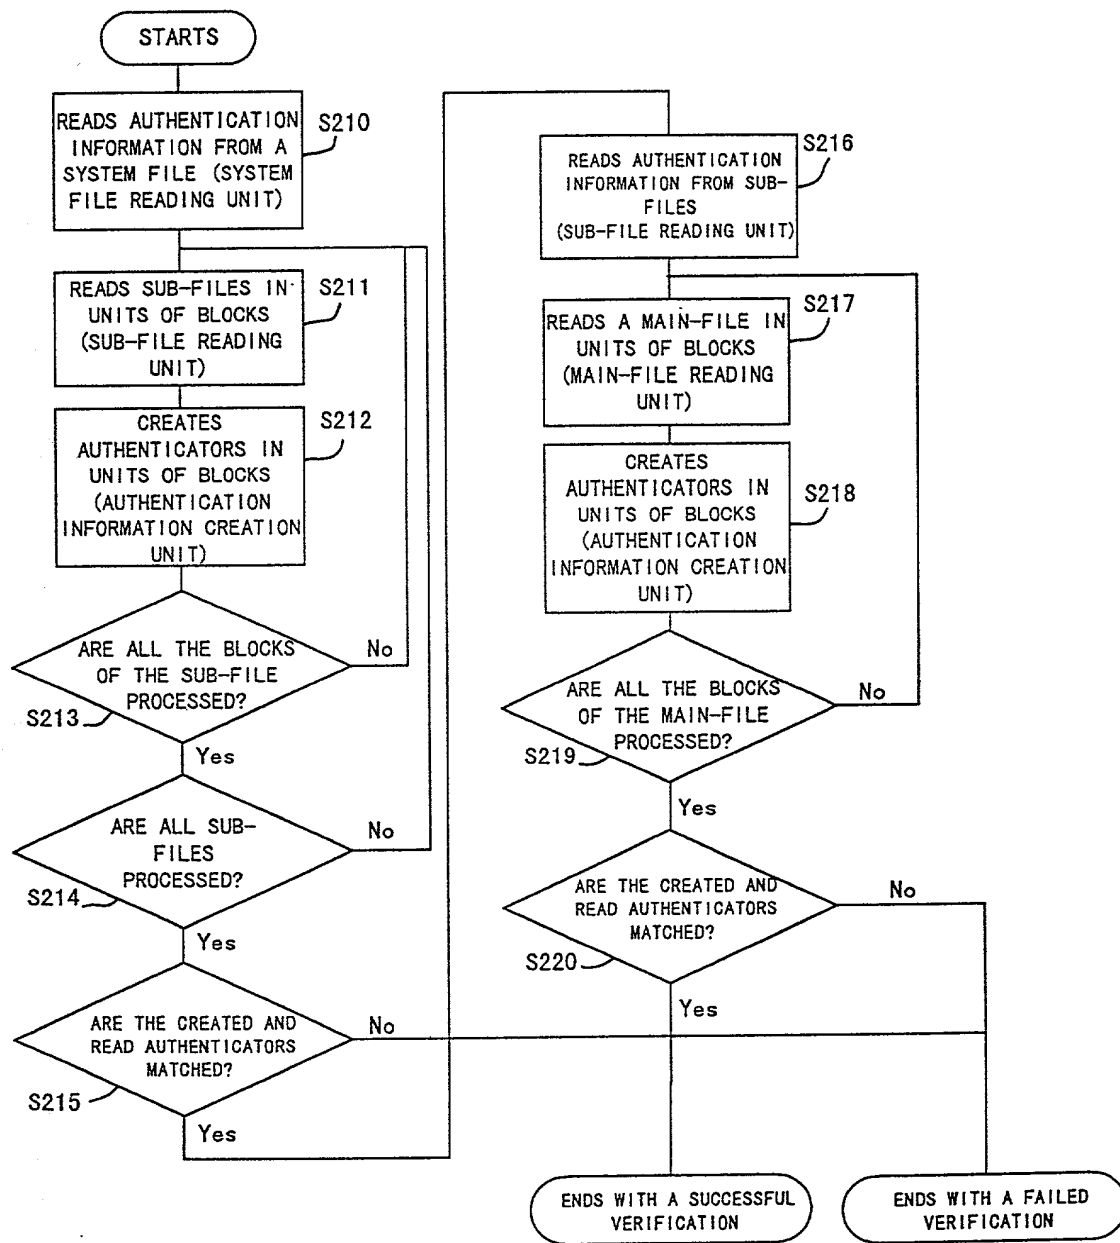 STARTS
READS AUTHENTICATION
INFORMATION FROM A
SYSTEM FILE (SYSTEM
FILE READING UNIT)
S210
READS SUB-FILES IN
UNITS OF BLOCKS
(SUB-FILE READING
UNIT)
S211
CREATES
AUTHENTICATORS IN
UNITS OF BLOCKS
(AUTHENTICATION
INFORMATION CREATION
UNIT)
S212
ARE ALL THE BLOCKS
OF THE SUB-FILE
PROCESSED?
No
S213
Yes
ARE ALL SUB-
FILES
PROCESSED?
No
S214
Yes
ARE THE CREATED AND
READ AUTHENTICATORS
MATCHED?
No
S215
Yes
READS AUTHENTICATION
INFORMATION FROM SUB-
FILES
(SUB-FILE READING UNIT)
S216
READS A MAIN-FILE IN
UNITS OF BLOCKS
(MAIN-FILE READING
UNIT)
S217
CREATES
AUTHENTICATORS IN
UNITS OF BLOCKS
(AUTHENTICATION
INFORMATION CREATION
UNIT)
S218
ARE ALL THE BLOCKS
OF THE MAIN-FILE
PROCESSED?
No
S219
Yes
ARE THE CREATED AND
READ AUTHENTICATORS
MATCHED?
No
S220
Yes
ENDS WITH A SUCCESSFUL
VERIFICATION
ENDS WITH A FAILED
VERIFICATION